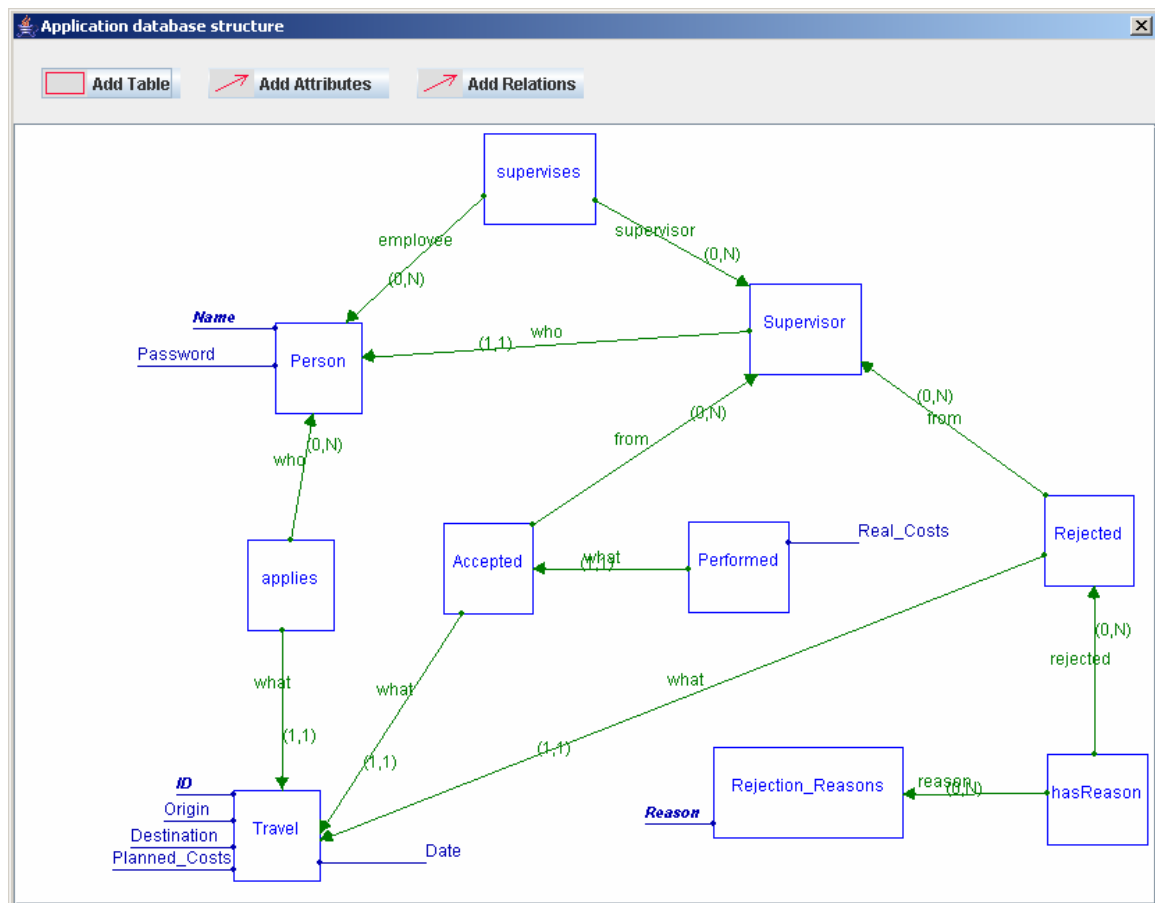 Application database structure
Add Table
Add Attributes
Add Relations
supervises
employee
supervisor
(0,N)
(0,N)
Name
Supervisor
who
(1,1)
Password
Person
(0,N)
(0,N)
(0,N)
from
from
who
Real_Costs
Accepted
what
(1,1)
Performed
Rejected
applies
(0,N)
rejected
what
what
what
(1,1)
(1,1)
(1,1)
ID
Rejection_Reasons
reason
(0,N)
hasReason
Origin
Reason
Travel
Destination
Date
Planned_Costs